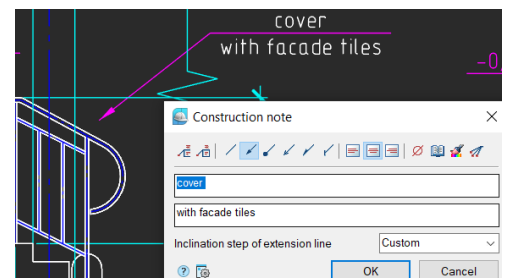 cover
with facade tiles
-0
Construction note
cover
with facade tiles
Inclination step of extension line Custom
OK Cancel